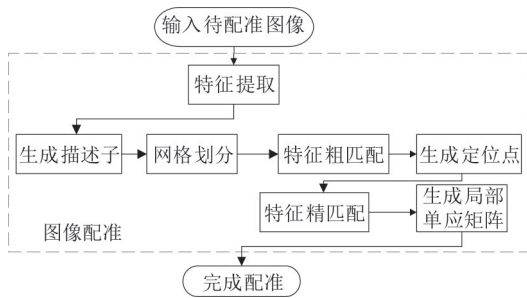 输入待配准图像
特征提取
生成描述子
网格划分
特征粗匹配
生成定位点
特征精匹配
生成局部
单应矩阵
图像配准
完成配准